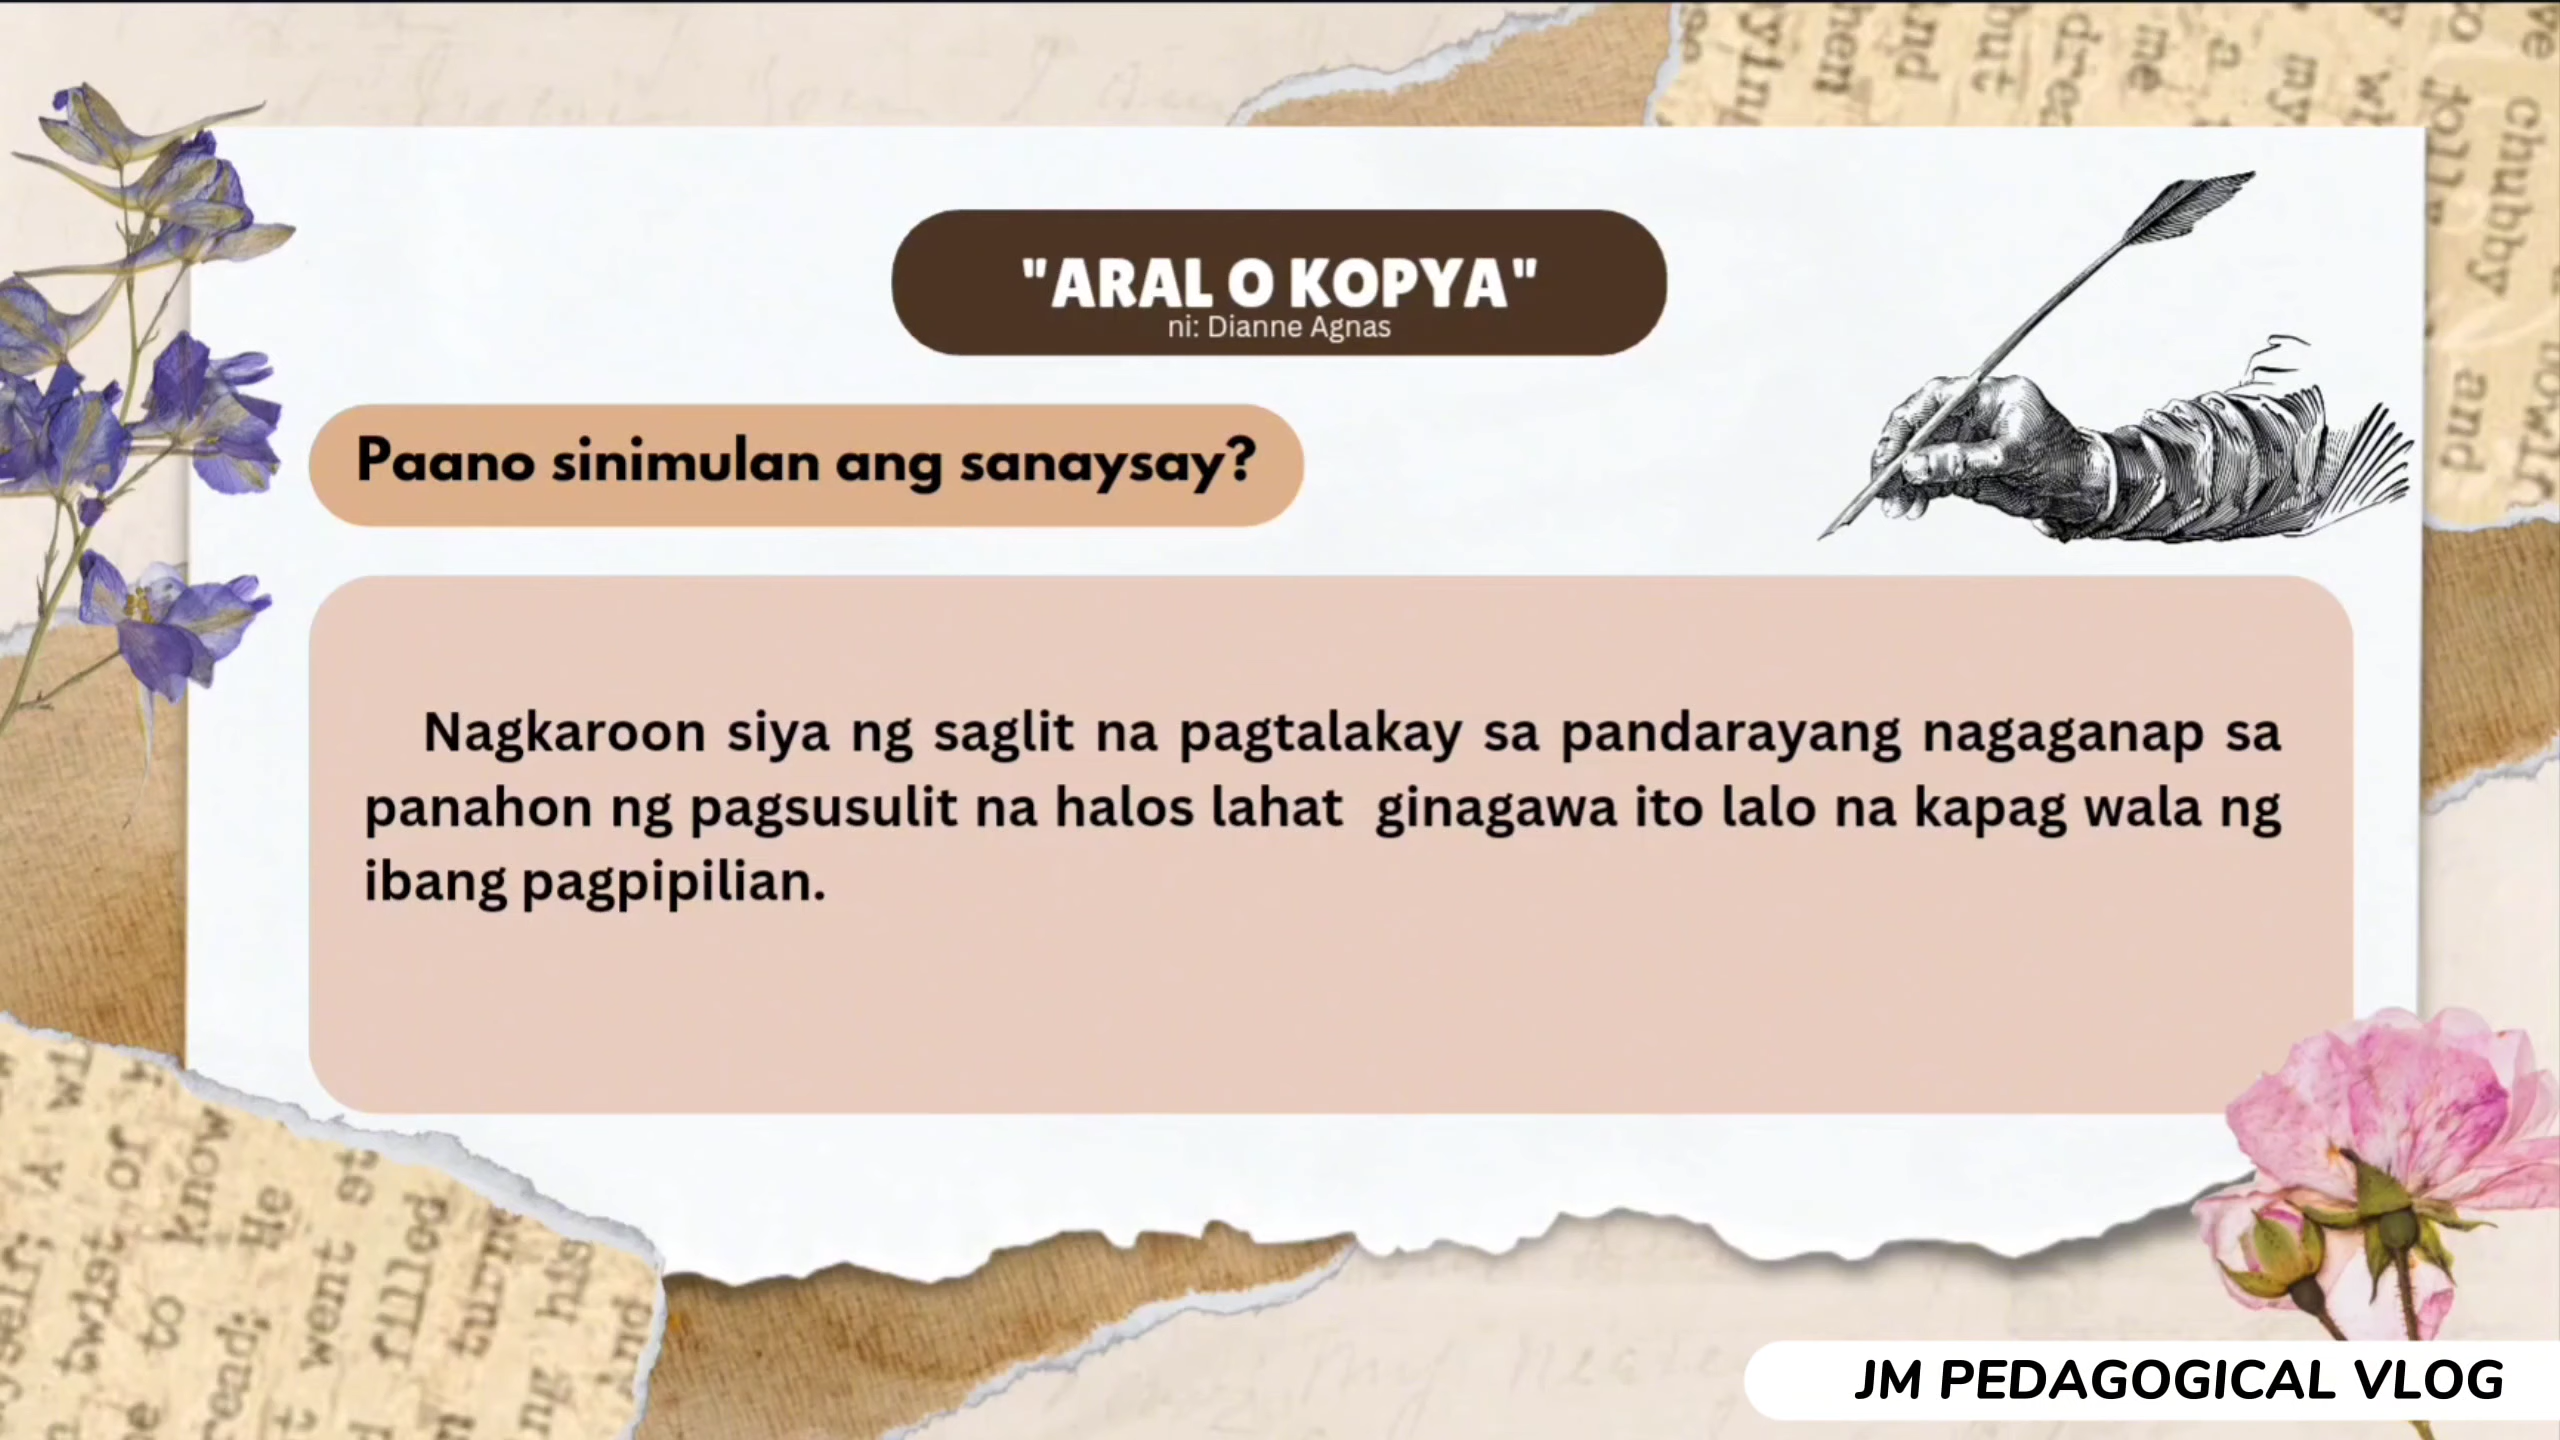 "ARAL O KOPYA"
ni: Dianne Agnas
Paano sinimulan ang sanaysay?
Nagkaroon siya ng saglit na pagtalakay sa pandarayang nagaganap sa
panahon ng pagsusulit na halos lahat  ginagawa ito lalo na kapag wala ng
ibang pagpipilian.
JM PEDAGOGICAL VLOG